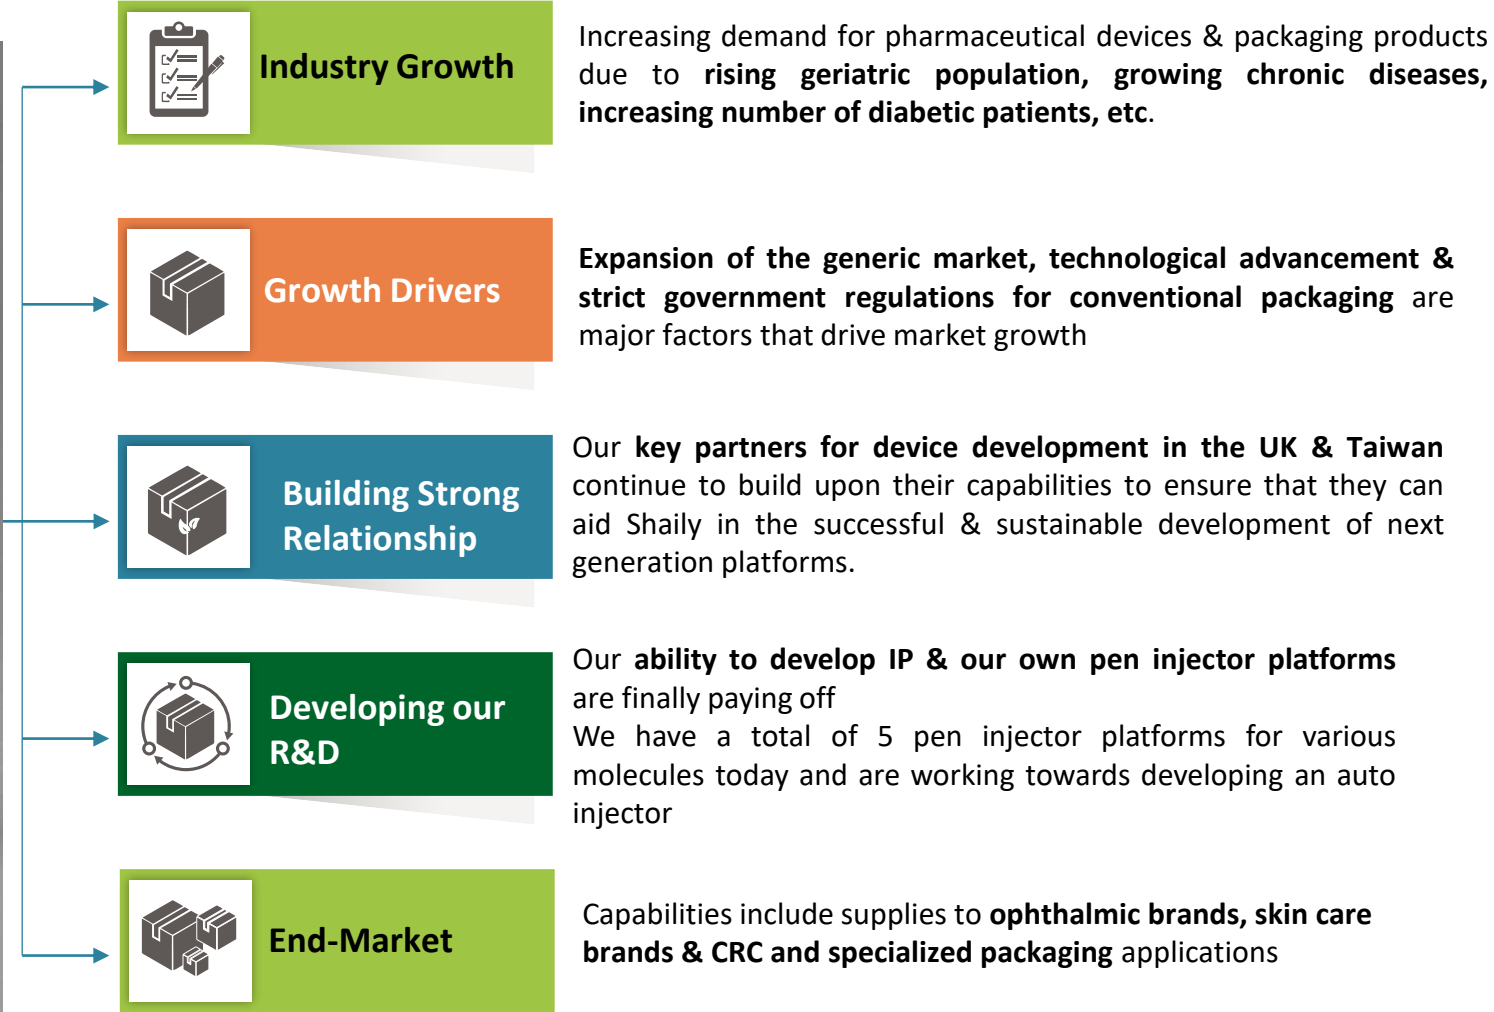 Industry Growth
Increasing demand for pharmaceutical devices & packaging products
due to rising geriatric population, growing chronic diseases,
increasing number of diabetic patients, etc.
Growth Drivers
Expansion of the generic market, technological advancement &
strict government regulations for conventional packaging are
major factors that drive market growth
Building Strong
Relationship
Our key partners for device development in the UK & Taiwan
continue to build upon their capabilities to ensure that they can
aid Shaily in the successful & sustainable development of next
generation platforms.
Developing our
R&D
Our ability to develop IP & our own pen injector platforms
are finally paying off
We have a total of 5 pen injector platforms for various
molecules today and are working towards developing an auto
injector
End-Market
Capabilities include supplies to ophthalmic brands, skin care
brands & CRC and specialized packaging applications